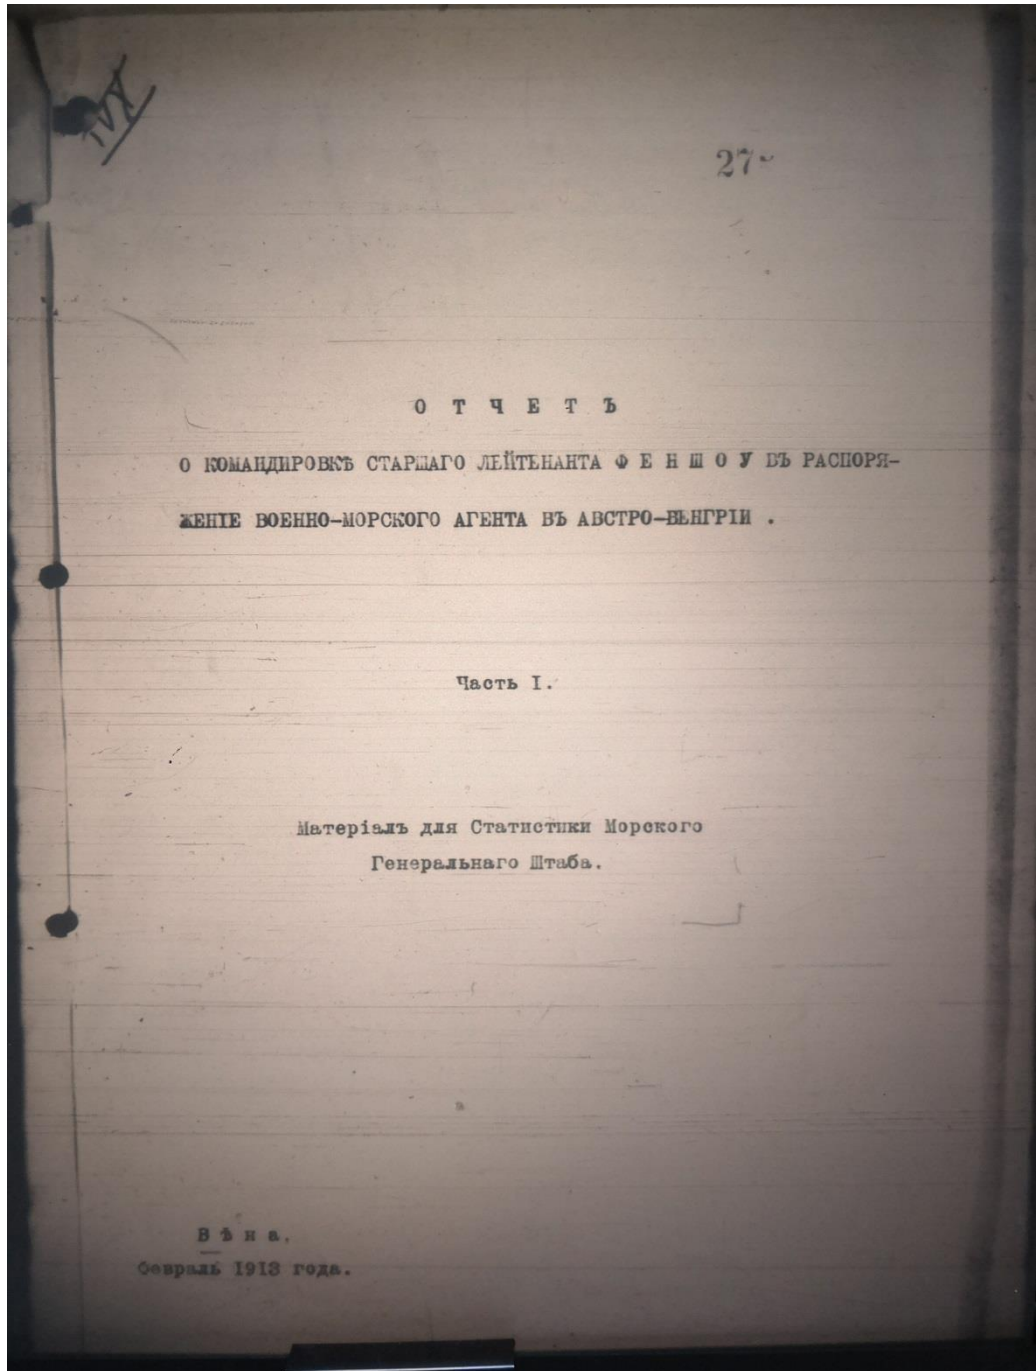 XVI
27
О Т Ч Е Т Ъ
О КОМАНДИРОВКѢ СТАРШАГО ЛЕЙТЕНАНТА Ф Е Н Ш О У ВЪ РАСПОРЯ-
ЖЕНІЕ ВОЕННО-МОРСКОГО АГЕНТА ВЪ АВСТРО-ВЕНГРІИ .
Часть I.
Матеріалъ для Статистики Морского
Генеральнаго Штаба.
В ѣ н а.
Февраль 1913 года.